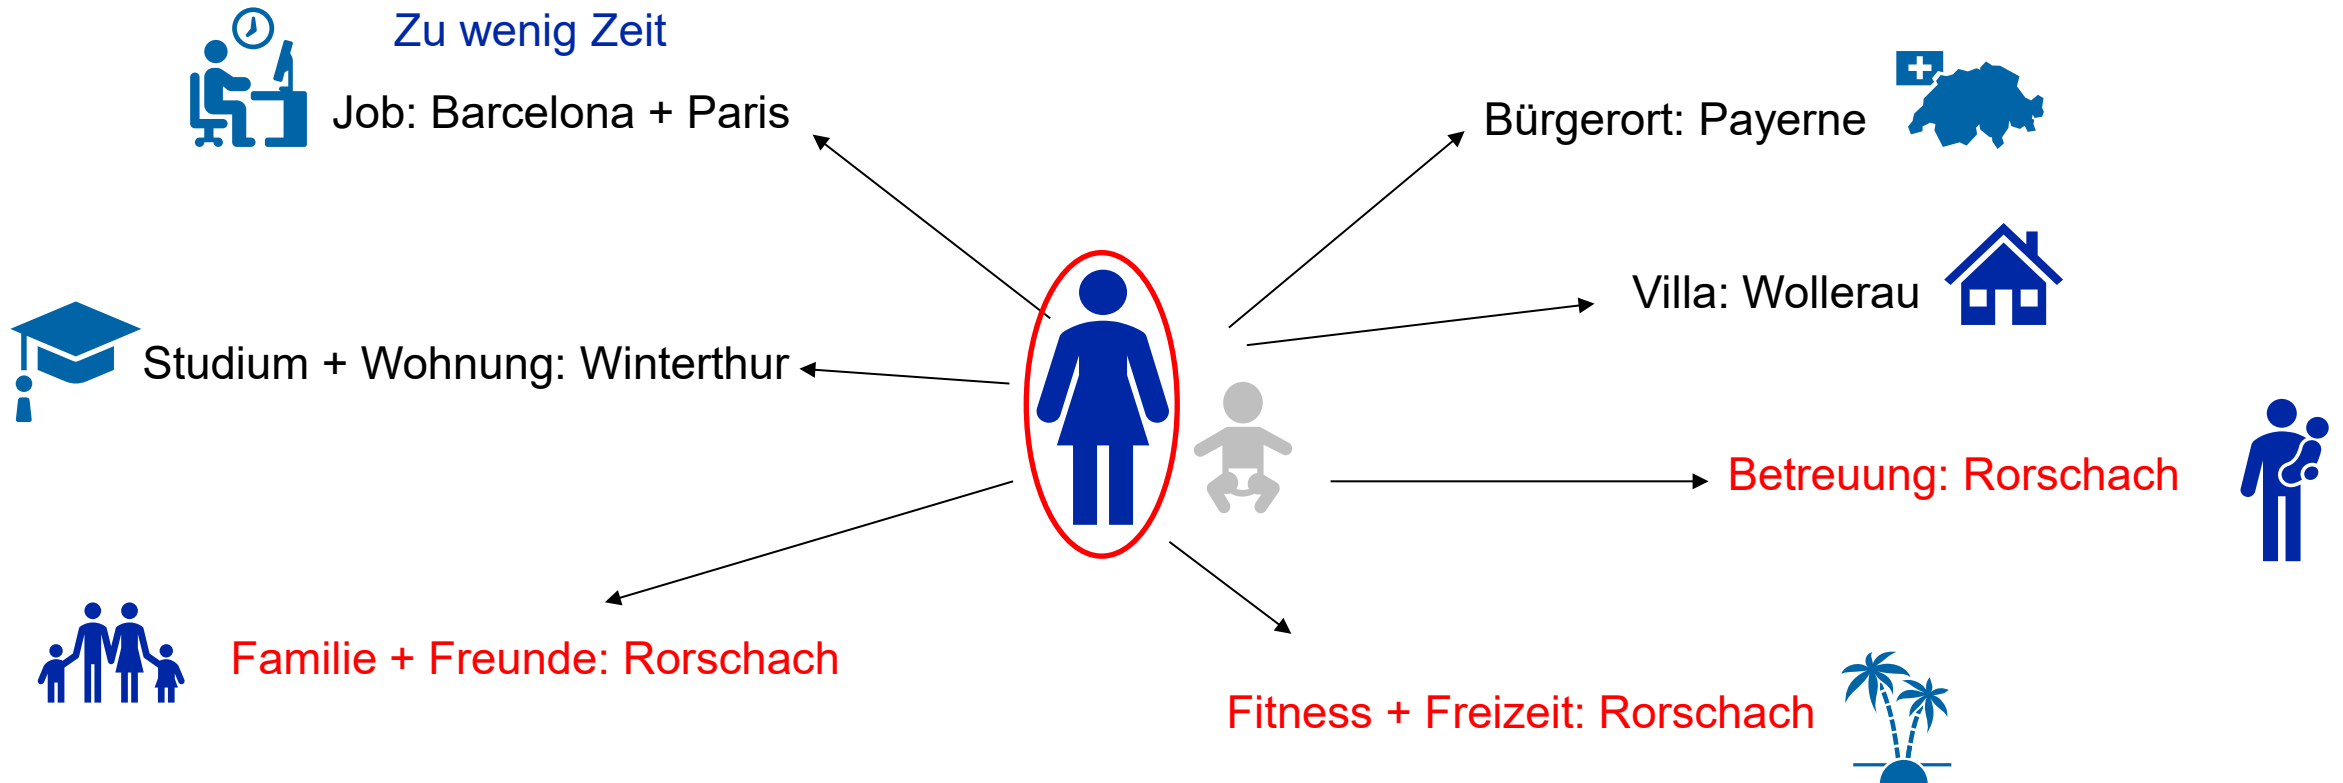 Zu wenig Zeit
Job: Barcelona + Paris
Bürgerort: Payerne
Villa: Wollerau
Studium + Wohnung: Winterthur
Betreuung: Rorschach
Familie + Freunde: Rorschach
Fitness + Freizeit: Rorschach